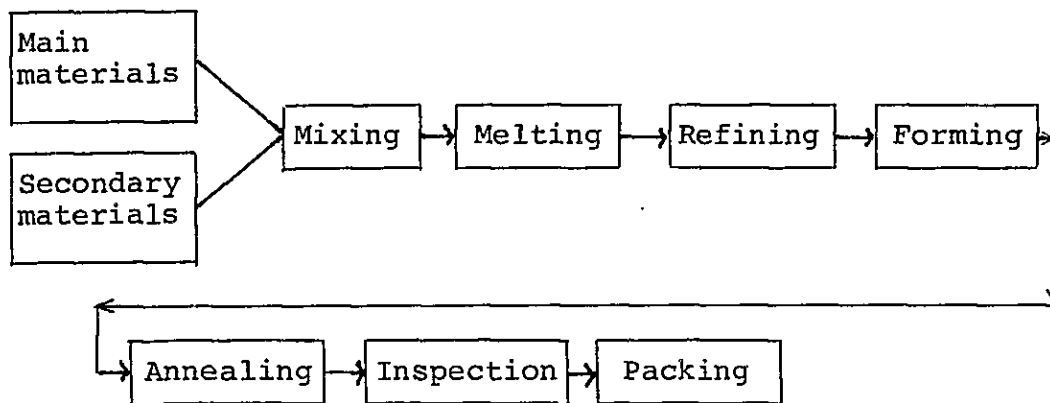 Main
materials
Secondary
materials
Mixing
Melting
Refining
Forming
Annealing
Inspection
Packing